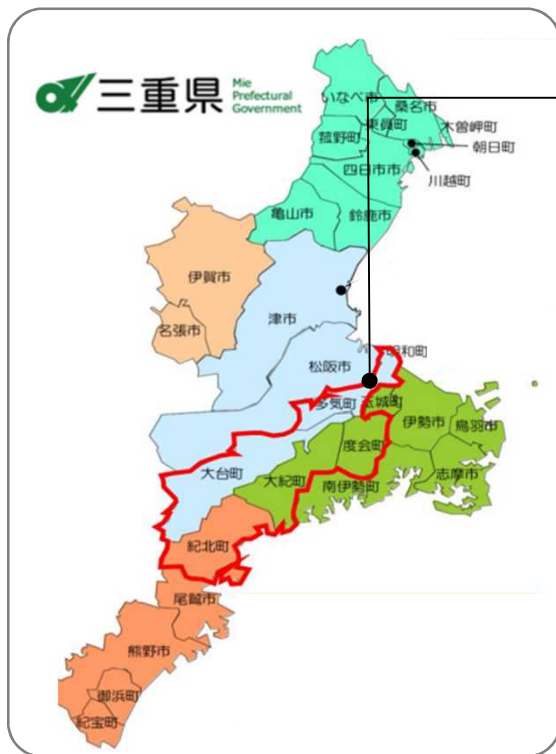 三重県
Mie
Prefectural
Government
いなべ市
桑名市
東員町
木曽岬町
菰野町
朝日町
四日市市
川越町
亀山市
鈴鹿市
伊賀市
津市
名張市
松阪市
明和町
多気町
玉城町
伊勢市
鳥羽市
度会町
大台町
大紀町
志摩市
南伊勢町
紀北町
尾鷲市
熊野市
御浜町
紀宝町